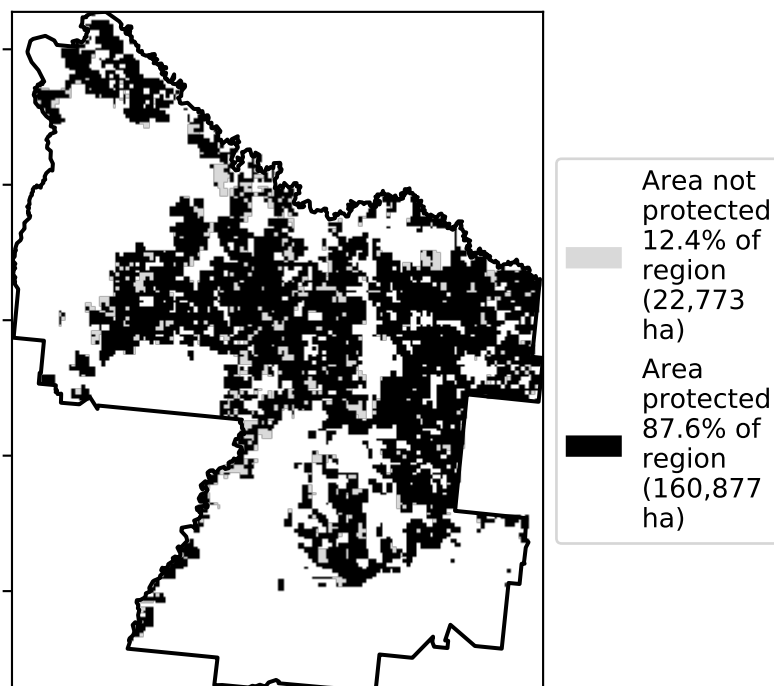 Area not
protected
12.4% of
region
(22,773
ha)
Area
protected
87.6% of
region
(160,877
ha)